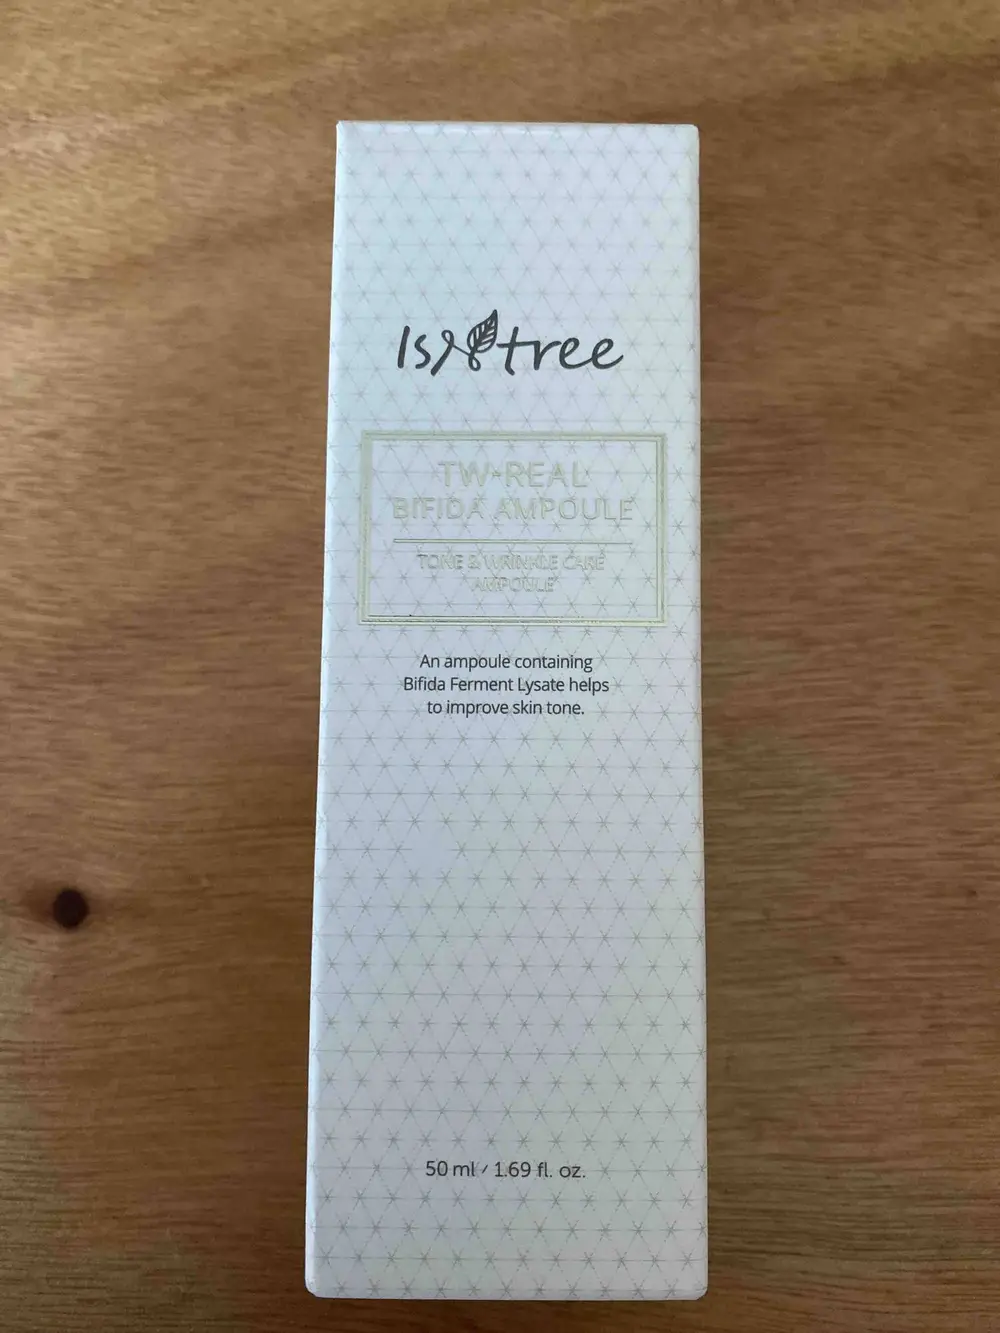 Isntree
TW-REAL
BIFIDA AMPOULE
TONE & WRINKLE CARE
AMPOULE
An ampoule containing
Bifida Ferment Lysate helps
to improve skin tone.
50 ml / 1.69 fl. oz.